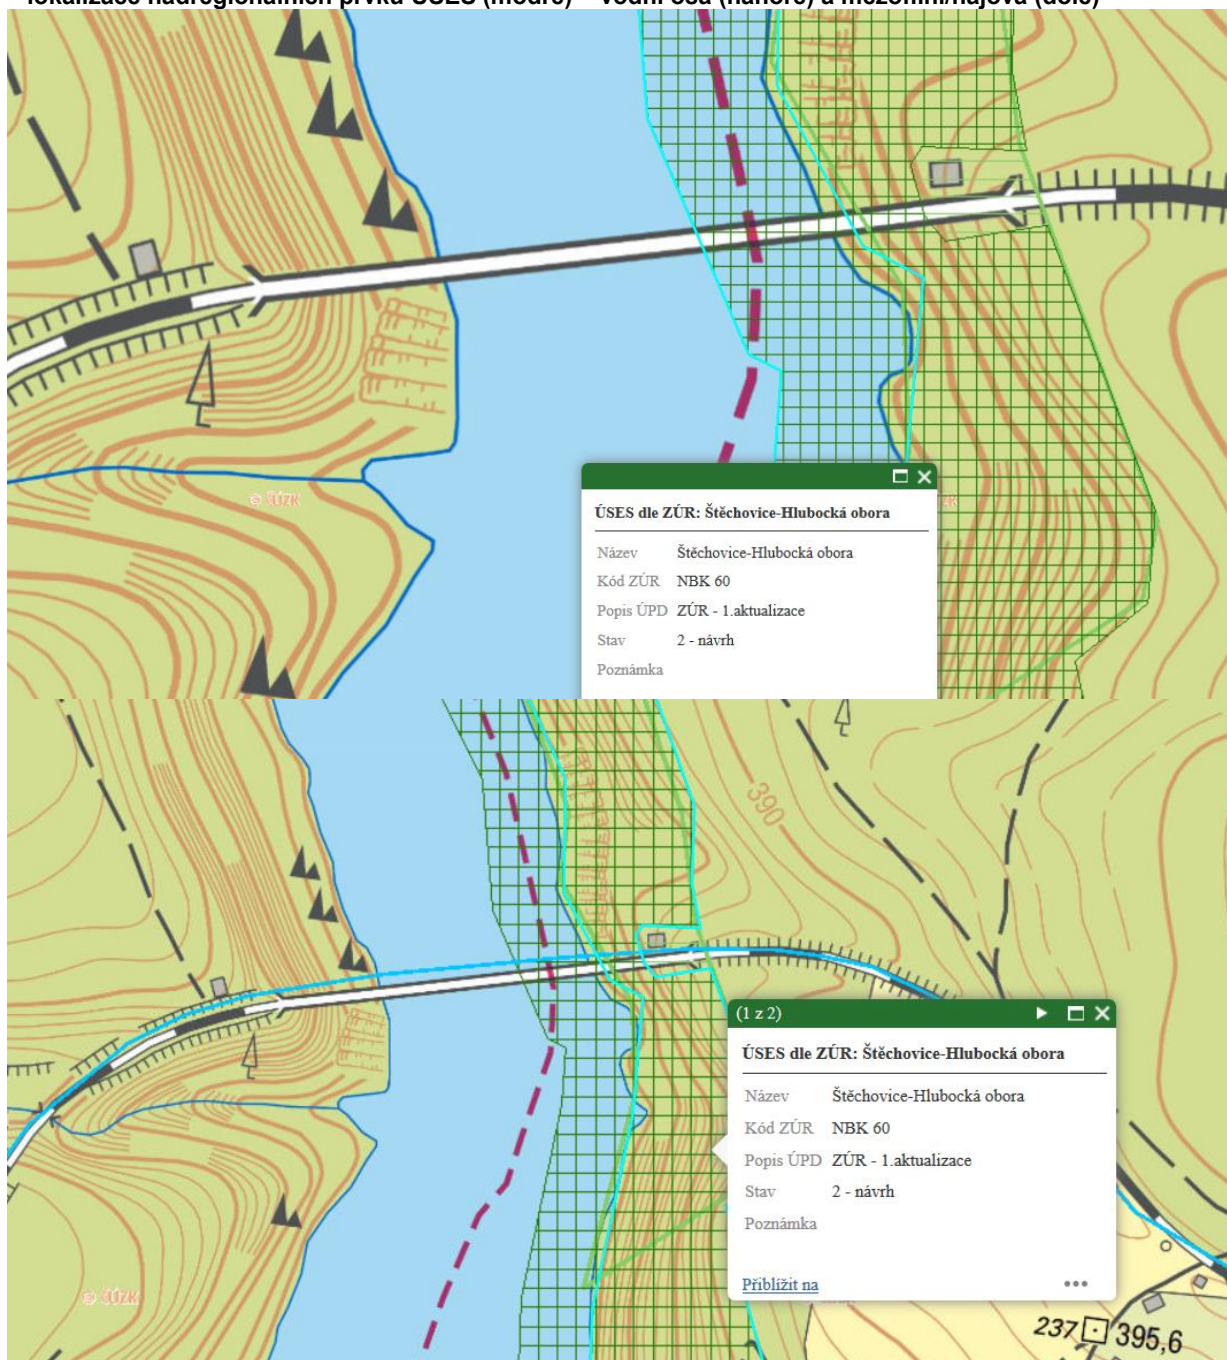 lokalizace nadregionálních prvků ÚSES (modře) – vodní osa (nahoře) a mezofilní/hájová (dole)
© ČÚZK
ÚSES dle ZÚR: Štěchovice-Hlubocká obora
Název Štěchovice-Hlubocká obora
Kód ZÚR NBK 60
Popis ÚPD ZÚR - 1.aktualizace
Stav 2 - návrh
Poznámka
390
(1 z 2)
ÚSES dle ZÚR: Štěchovice-Hlubocká obora
Název Štěchovice-Hlubocká obora
Kód ZÚR NBK 60
Popis ÚPD ZÚR - 1.aktualizace
Stav 2 - návrh
Poznámka
Přiblížit na
© ČÚZK
237 395,6